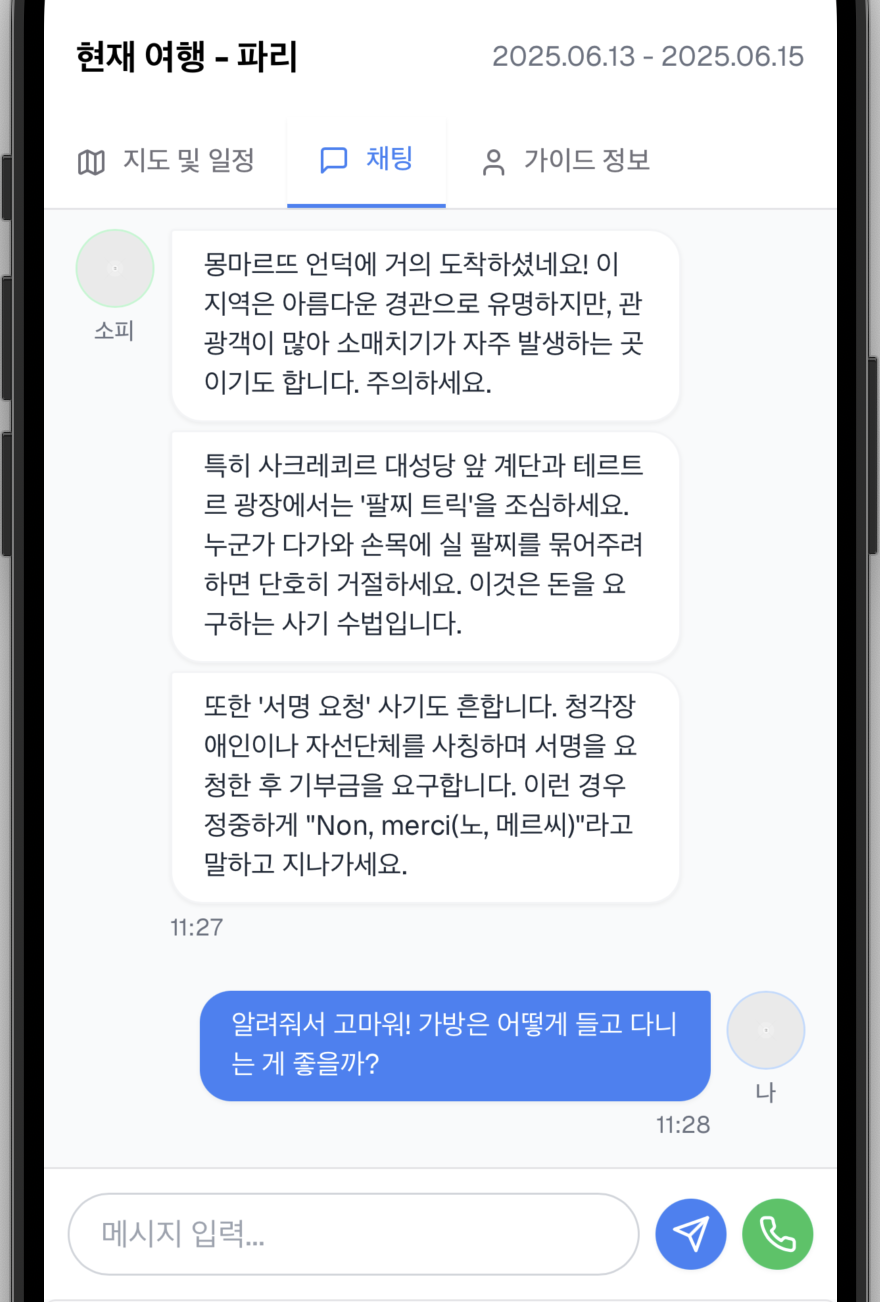 현재 여행 - 파리
2025.06.13 - 2025.06.15
지도 및 일정
채팅
가이드 정보
몽마르뜨 언덕에 거의 도착하셨네요! 이
지역은 아름다운 경관으로 유명하지만, 관
광객이 많아 소매치기가 자주 발생하는 곳
이기도 합니다. 주의하세요.
소피
특히 사크레쾨르 대성당 앞 계단과 테르트
르 광장에서는 '팔찌 트릭'을 조심하세요.
누군가 다가와 손목에 실 팔찌를 묶어주려
하면 단호히 거절하세요. 이것은 돈을 요
구하는 사기 수법입니다.
또한 '서명 요청' 사기도 흔합니다. 청각장
애인이나 자선단체를 사칭하며 서명을 요
청한 후 기부금을 요구합니다. 이런 경우
정중하게 "Non, merci(노, 메르씨)"라고
말하고 지나가세요.
11:27
알려줘서 고마워! 가방은 어떻게 들고 다니
는 게 좋을까?
나
11:28
메시지 입력...